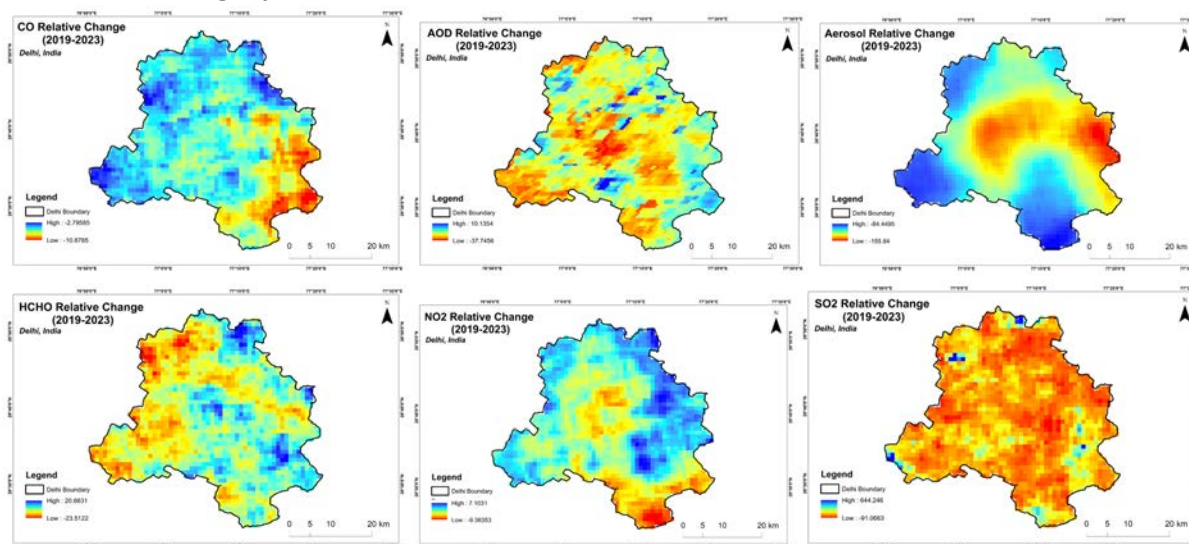 CO Relative Change
(2019-2023)
Delhi, India
N
Legend
Delhi Boundary
High : -2.79585
Low : -10.8785
0 5 10 20 km
AOD Relative Change
(2019-2023)
Delhi, India
N
Legend
Delhi Boundary
High : 10.1354
Low : -37.7456
0 5 10 20 km
Aerosol Relative Change
(2019-2023)
Delhi, India
N
Legend
Delhi Boundary
High : -84.4495
Low : -155.84
0 5 10 20 km
HCHO Relative Change
(2019-2023)
Delhi, India
N
Legend
Delhi Boundary
High : 20.6631
Low : -23.5122
0 5 10 20 km
NO2 Relative Change
(2019-2023)
Delhi, India
N
Legend
Delhi Boundary
High : 7.1031
Low : -9.38353
0 5 10 20 km
SO2 Relative Change
(2019-2023)
Delhi, India
N
Legend
Delhi Boundary
High : 644.246
Low : -91.0663
0 5 10 20 km